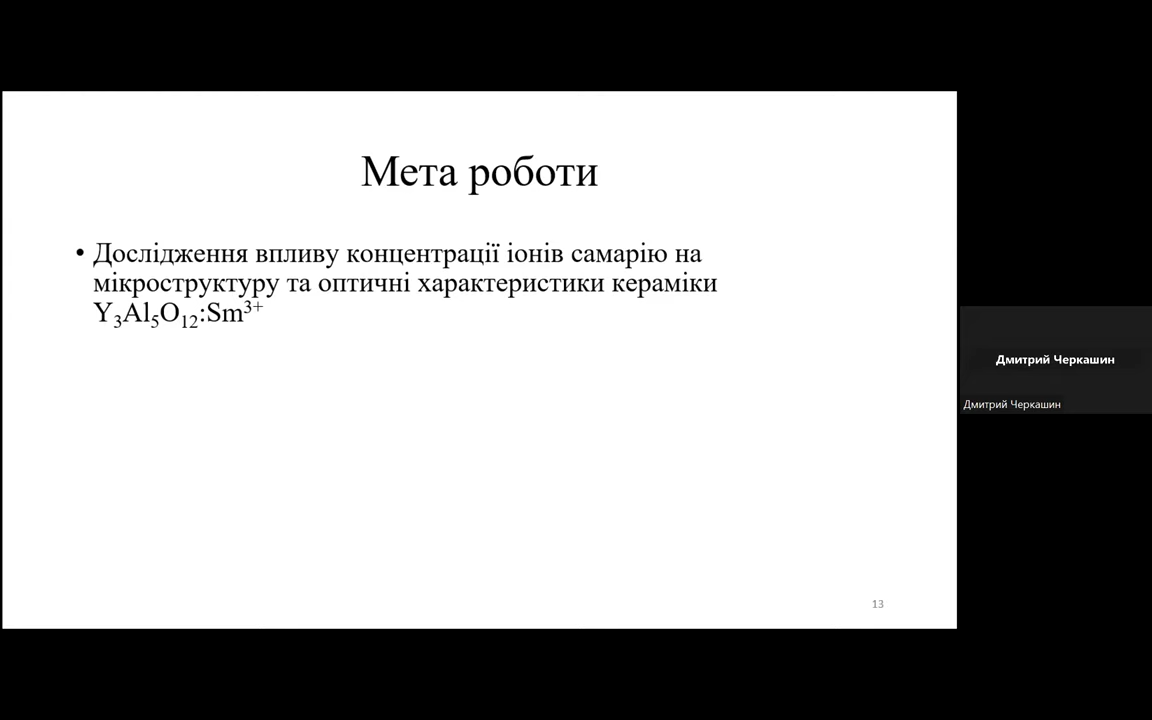 Мета роботи
• Дослідження впливу концентрації іонів самарію на
мікроструктуру та оптичні характеристики кераміки
Y₃Al₅O₁₂:Sm³⁺
13
Дмитрий Черкашин
Дмитрий Черкашин